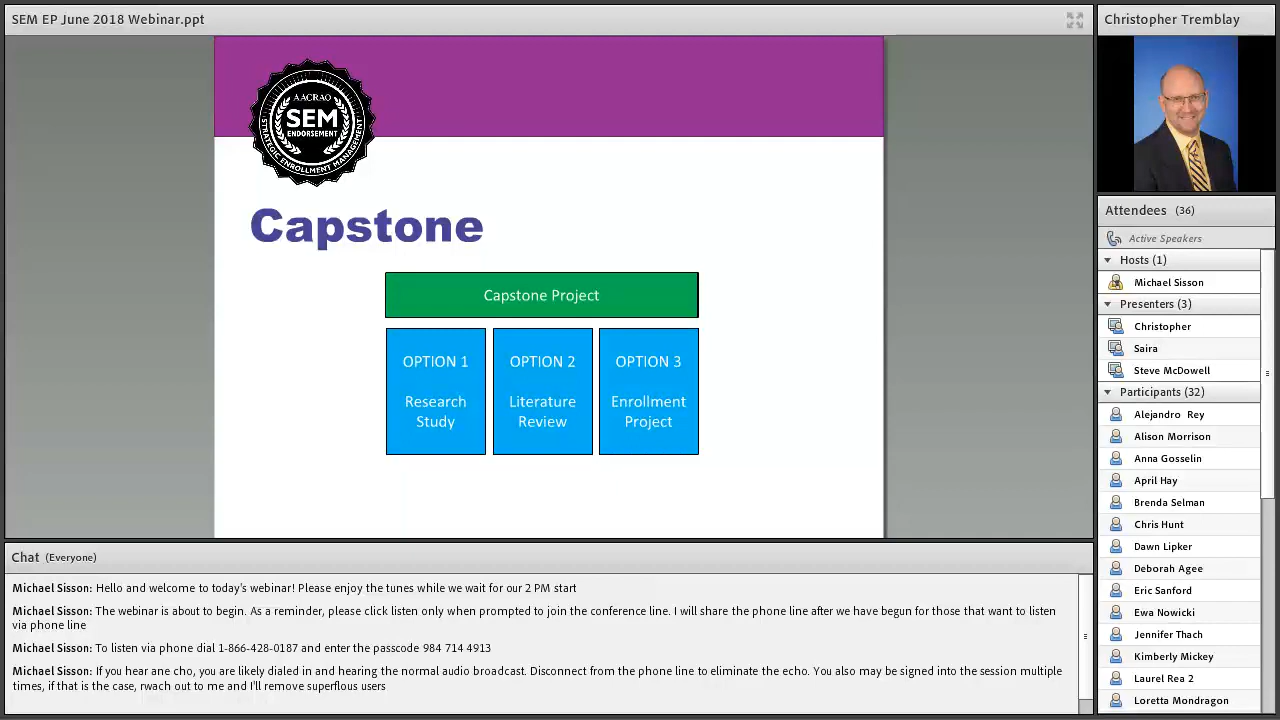 SEM EP June 2018 Webinar.ppt
AACRAO
SEM
ENDORSEMENT
STRATEGIC ENROLLMENT MANAGEMENT
Capstone
Capstone Project
OPTION 1
Research
Study
OPTION 2
Literature
Review
OPTION 3
Enrollment
Project
Chat (Everyone)
Michael Sisson: Hello and welcome to today's webinar! Please enjoy the tunes while we wait for our 2 PM start
Michael Sisson: The webinar is about to begin. As a reminder, please click listen only when prompted to join the conference line. I will share the phone line after we have begun for those that want to listen
via phone line
Michael Sisson: To listen via phone dial 1-866-428-0187 and enter the passcode 984 714 4913
Michael Sisson: If you hear ane cho, you are likely dialed in and hearing the normal audio broadcast. Disconnect from the phone line to eliminate the echo. You also may be signed into the session multiple
times, if that is the case, rwach out to me and I'll remove superflous users
Christopher Tremblay
Attendees (36)
Active Speakers
Hosts (1)
Michael Sisson
Presenters (3)
Christopher
Saira
Steve McDowell
Participants (32)
Alejandro Rey
Alison Morrison
Anna Gosselin
April Hay
Brenda Selman
Chris Hunt
Dawn Lipker
Deborah Agee
Eric Sanford
Ewa Nowicki
Jennifer Thach
Kimberly Mickey
Laurel Rea 2
Loretta Mondragon